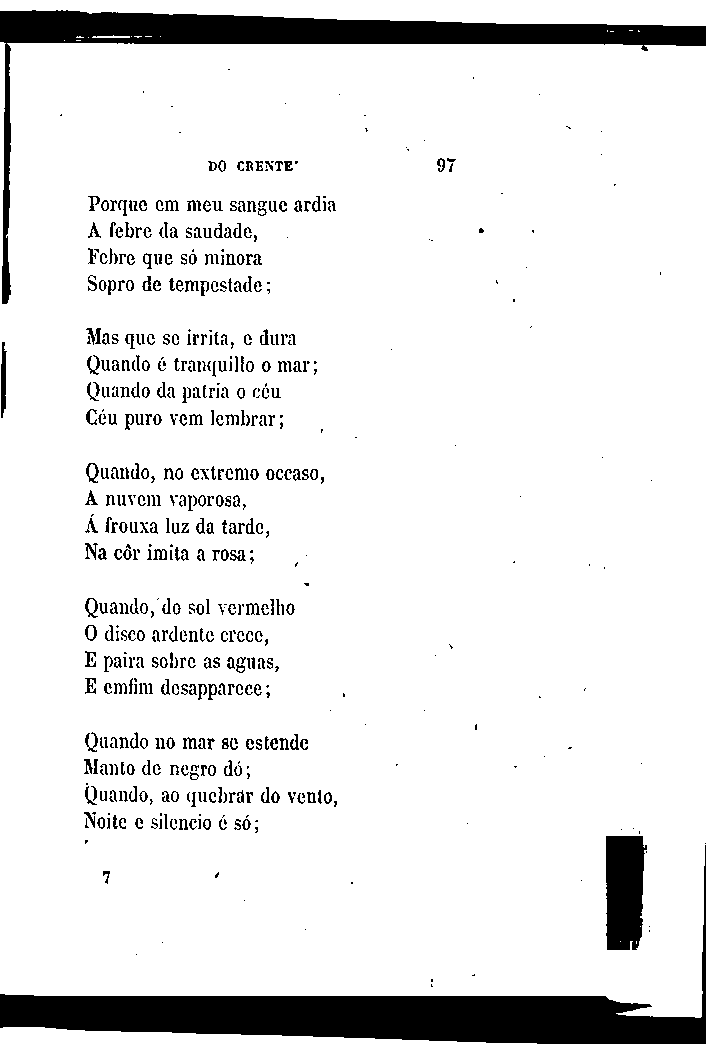 DO CRENTE 97
Porque em meu sangue ardia
A febre da saudade,
Febre que só minora
Sopro de tempestade;
Mas que se irrita, e dura
Quando é tranquillo o mar;
Quando da patria o céu
Céu puro vem lembrar;
Quando, no extremo occaso,
A nuvem vaporosa,
Á frouxa luz da tarde,
Na côr imita a rosa;
Quando, do sol vermelho
O disco ardente crece,
E paira sobre as aguas,
E emfim desapparece;
Quando no mar se estende
Manto de negro dó;
Quando, ao quebrar do vento,
Noite e silencio é só;
7